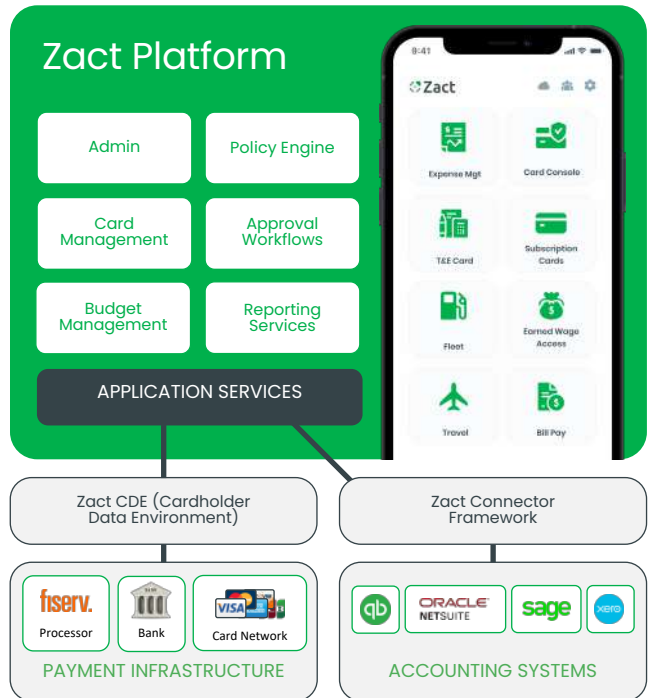 Zact Platform
Admin
Policy Engine
Card
Management
Approval
Workflows
Budget
Management
Reporting
Services
APPLICATION SERVICES
9:41
Zact
Expense Mgt
Card Console
T&E Card
Subscription
Cards
Fleet
Earned Wage
Access
Travel
Bill Pay
Zact CDE (Cardholder
Data Environment)
Zact Connector
Framework
fiserv.
Processor
Bank
VISA
Card Network
PAYMENT INFRASTRUCTURE
qb
ORACLE
NETSUITE
sage
xero
ACCOUNTING SYSTEMS